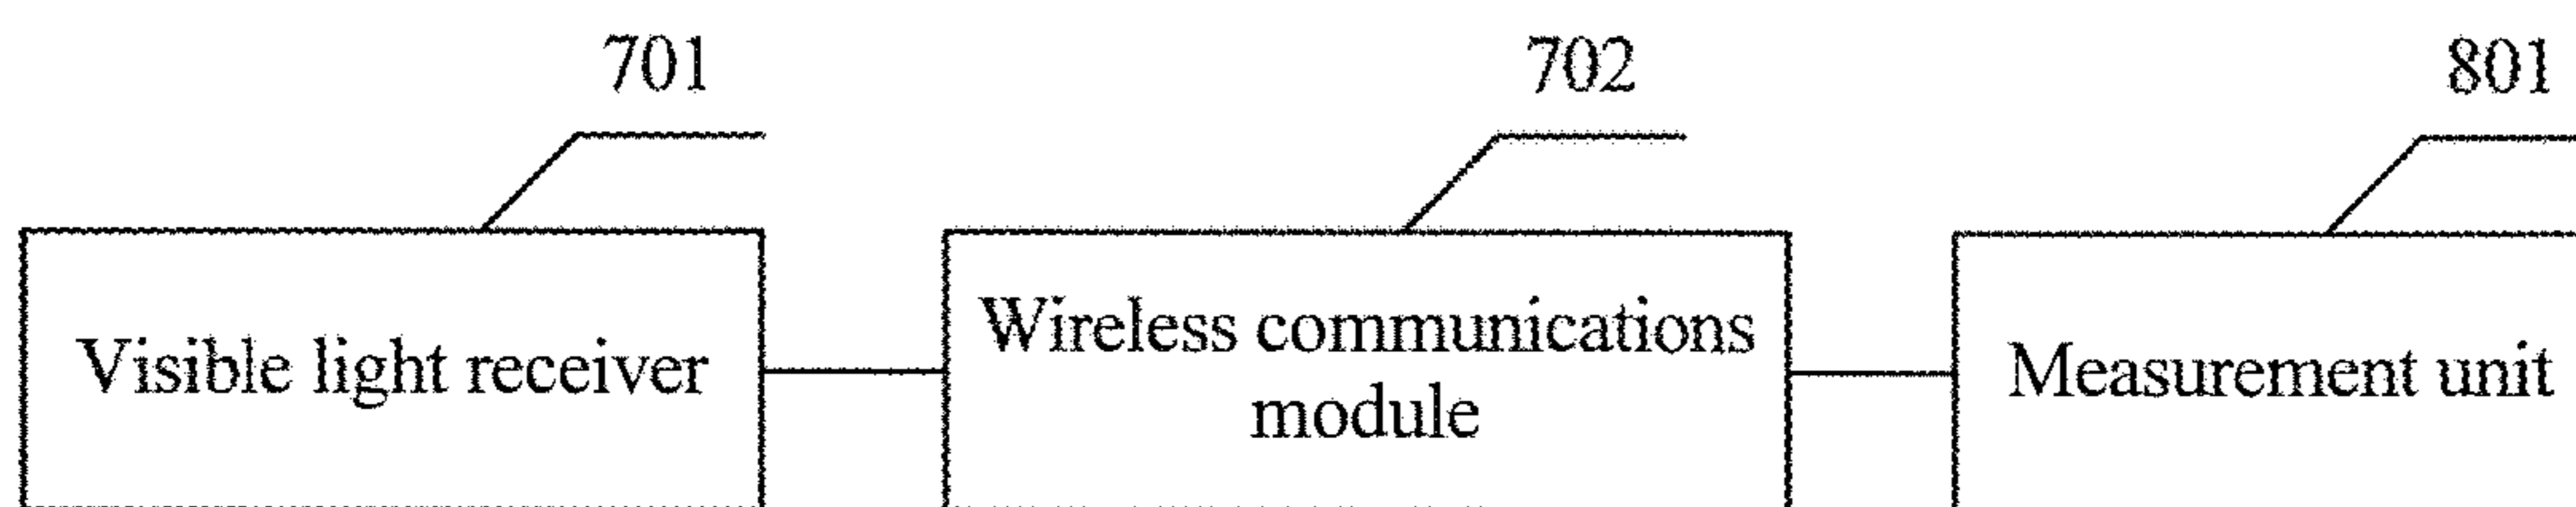 701
702
801
Visible light receiver
Wireless communications
module
Measurement unit